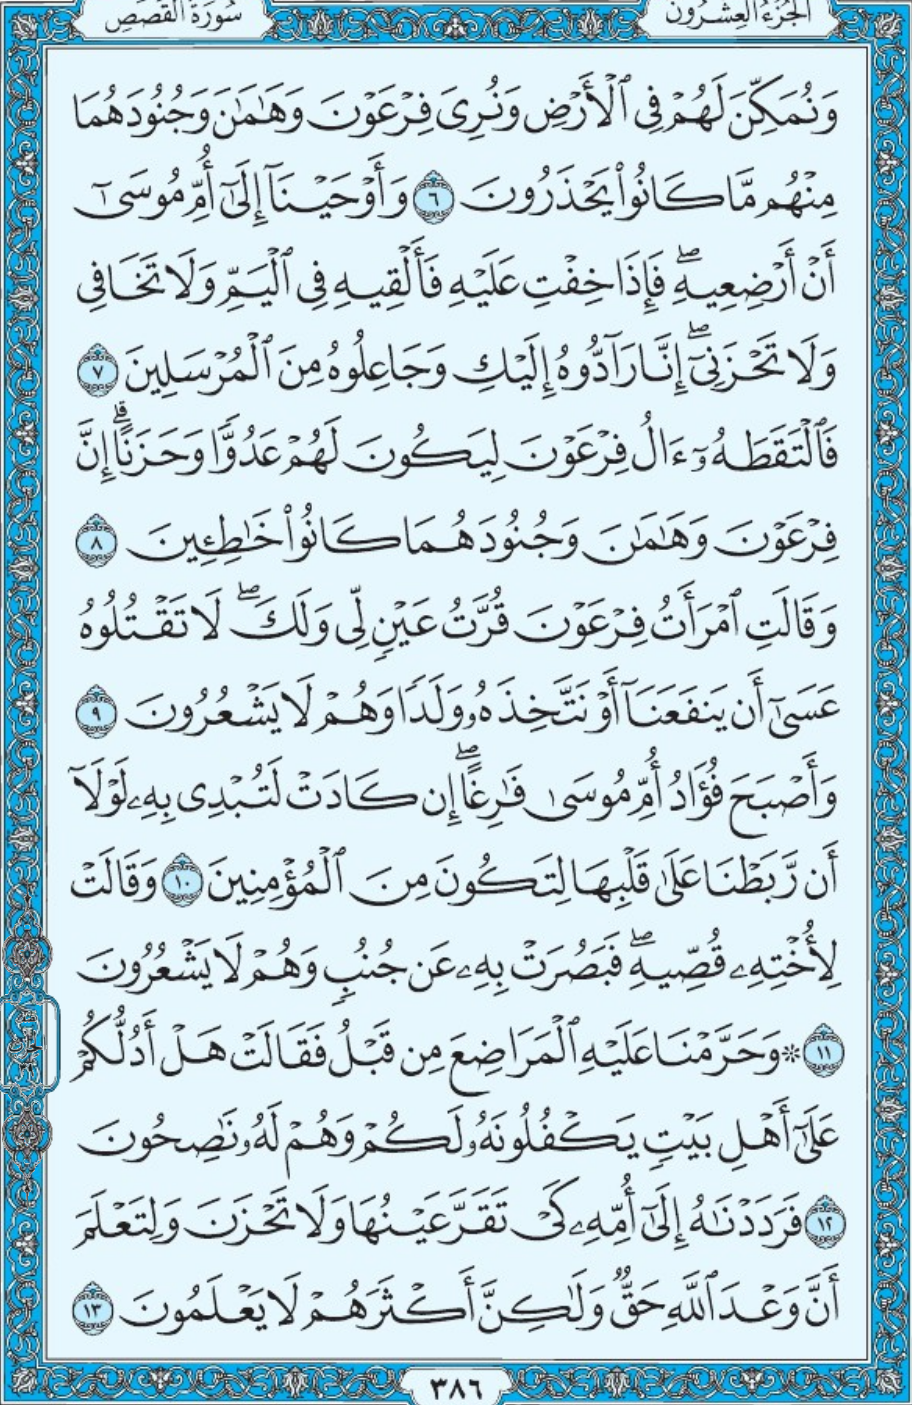 الجُزْءُ العِشْرُون
سُورَةُ القَصَصِ
وَنُمَكِّنَ لَهُمْ فِى ٱلْأَرْضِ وَنُرِىَ فِرْعَوْنَ وَهَـٰمَـٰنَ وَجُنُودَهُمَا
مِنْهُم مَّا كَانُوا۟ يَحْذَرُونَ ٦ وَأَوْحَيْنَآ إِلَىٰٓ أُمِّ مُوسَىٰٓ
أَنْ أَرْضِعِيهِ ۖ فَإِذَا خِفْتِ عَلَيْهِ فَأَلْقِيهِ فِى ٱلْيَمِّ وَلَا تَخَافِى
وَلَا تَحْزَنِىٓ ۖ إِنَّا رَآدُّوهُ إِلَيْكِ وَجَاعِلُوهُ مِنَ ٱلْمُرْسَلِينَ ٧
فَٱلْتَقَطَهُۥٓ ءَالُ فِرْعَوْنَ لِيَكُونَ لَهُمْ عَدُوًّا وَحَزَنًا ۗ إِنَّ
فِرْعَوْنَ وَهَـٰمَـٰنَ وَجُنُودَهُمَا كَانُوا۟ خَـٰطِـِٔينَ ٨
وَقَالَتِ ٱمْرَأَتُ فِرْعَوْنَ قُرَّتُ عَيْنٍ لِّى وَلَكَ ۖ لَا تَقْتُلُوهُ
عَسَىٰٓ أَن يَنفَعَنَآ أَوْ نَتَّخِذَهُۥ وَلَدًا وَهُمْ لَا يَشْعُرُونَ ٩
وَأَصْبَحَ فُؤَادُ أُمِّ مُوسَىٰ فَـٰرِغًا ۖ إِن كَادَتْ لَتُبْدِى بِهِۦ لَوْلَآ
أَن رَّبَطْنَا عَلَىٰ قَلْبِهَا لِتَكُونَ مِنَ ٱلْمُؤْمِنِينَ ١٠ وَقَالَتْ
لِأُخْتِهِۦ قُصِّيهِ ۖ فَبَصُرَتْ بِهِۦ عَن جُنُبٍ وَهُمْ لَا يَشْعُرُونَ
١١ ۞ وَحَرَّمْنَا عَلَيْهِ ٱلْمَرَاضِعَ مِن قَبْلُ فَقَالَتْ هَلْ أَدُلُّكُمْ
عَلَىٰٓ أَهْلِ بَيْتٍ يَكْفُلُونَهُۥ لَكُمْ وَهُمْ لَهُۥ نَـٰصِحُونَ
١٢ فَرَدَدْنَـٰهُ إِلَىٰٓ أُمِّهِۦ كَىْ تَقَرَّ عَيْنُهَا وَلَا تَحْزَنَ وَلِتَعْلَمَ
أَنَّ وَعْدَ ٱللَّهِ حَقٌّ وَلَـٰكِنَّ أَكْثَرَهُمْ لَا يَعْلَمُونَ ١٣
٣٨٦